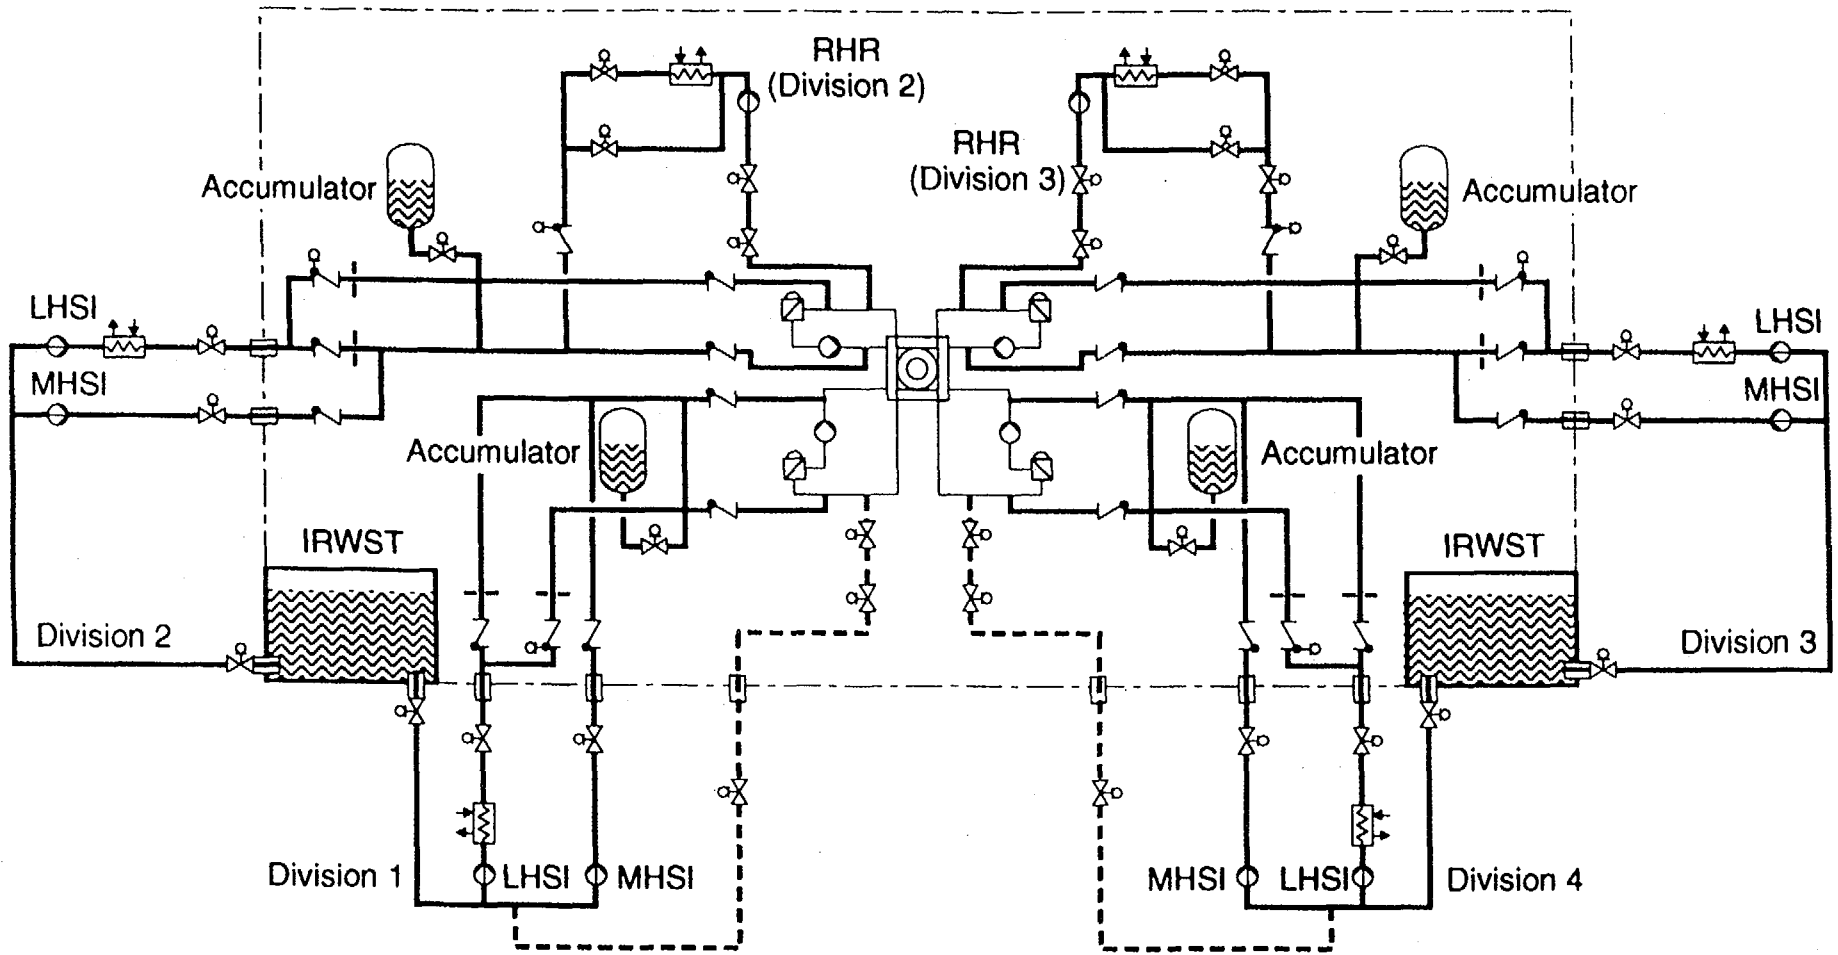 RHR
(Division 2)
RHR
(Division 3)
Accumulator
Accumulator
LHSI
MHSI
LHSI
MHSI
Accumulator
Accumulator
IRWST
IRWST
Division 2
Division 3
Division 1
LHSI
MHSI
MHSI
LHSI
Division 4